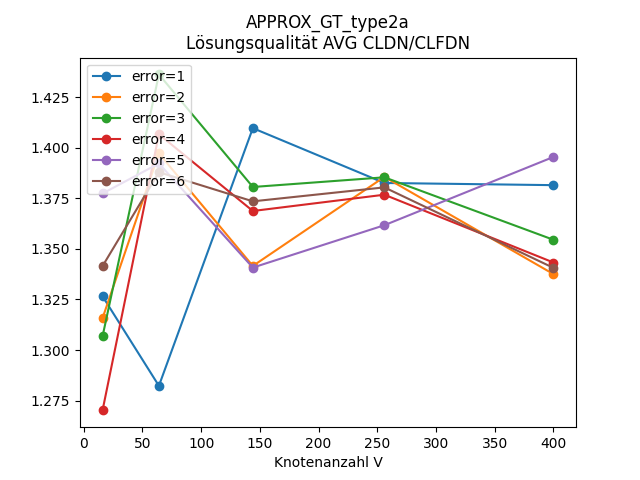 APPROX_GT_type2a
Lösungsqualität AVG CLDN/CLFDN
error=1
error=2
error=3
error=4
error=5
error=6
1.425
1.400
1.375
1.350
1.325
1.300
1.275
0 50 100 150 200 250 300 350 400
Knotenanzahl V